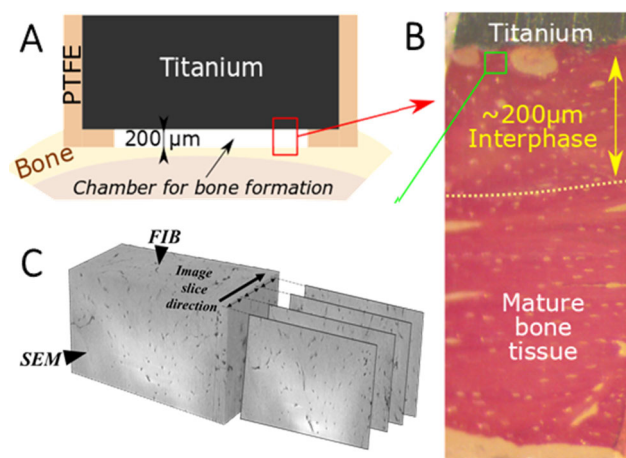 A
PTFE
Titanium
200 μm
Bone
Chamber for bone formation
B
Titanium
~200μm
Interphase
Mature
bone
tissue
C
FIB
Image
slice
direction
SEM